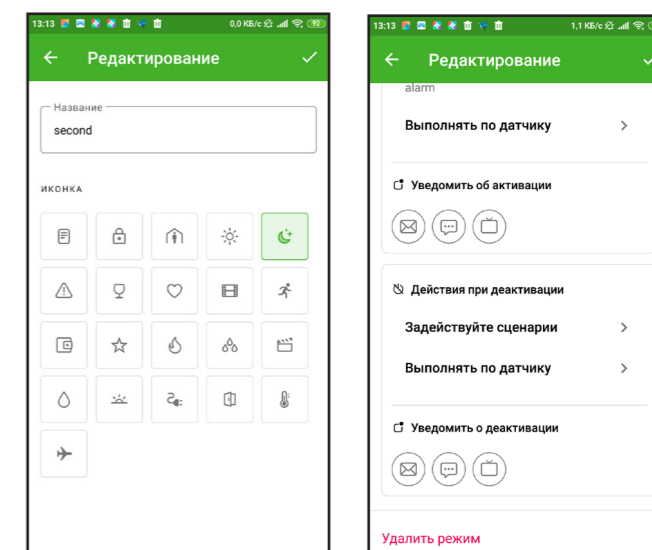 13:13 0,0 КБ/с 92
Редактирование
Название
second
ИКОНКА
13:13 1,1 КБ/с
Редактирование
alarm
Выполнять по датчику
Уведомить об активации
Действия при деактивации
Задействуйте сценарии
Выполнять по датчику
Уведомить о деактивации
Удалить режим